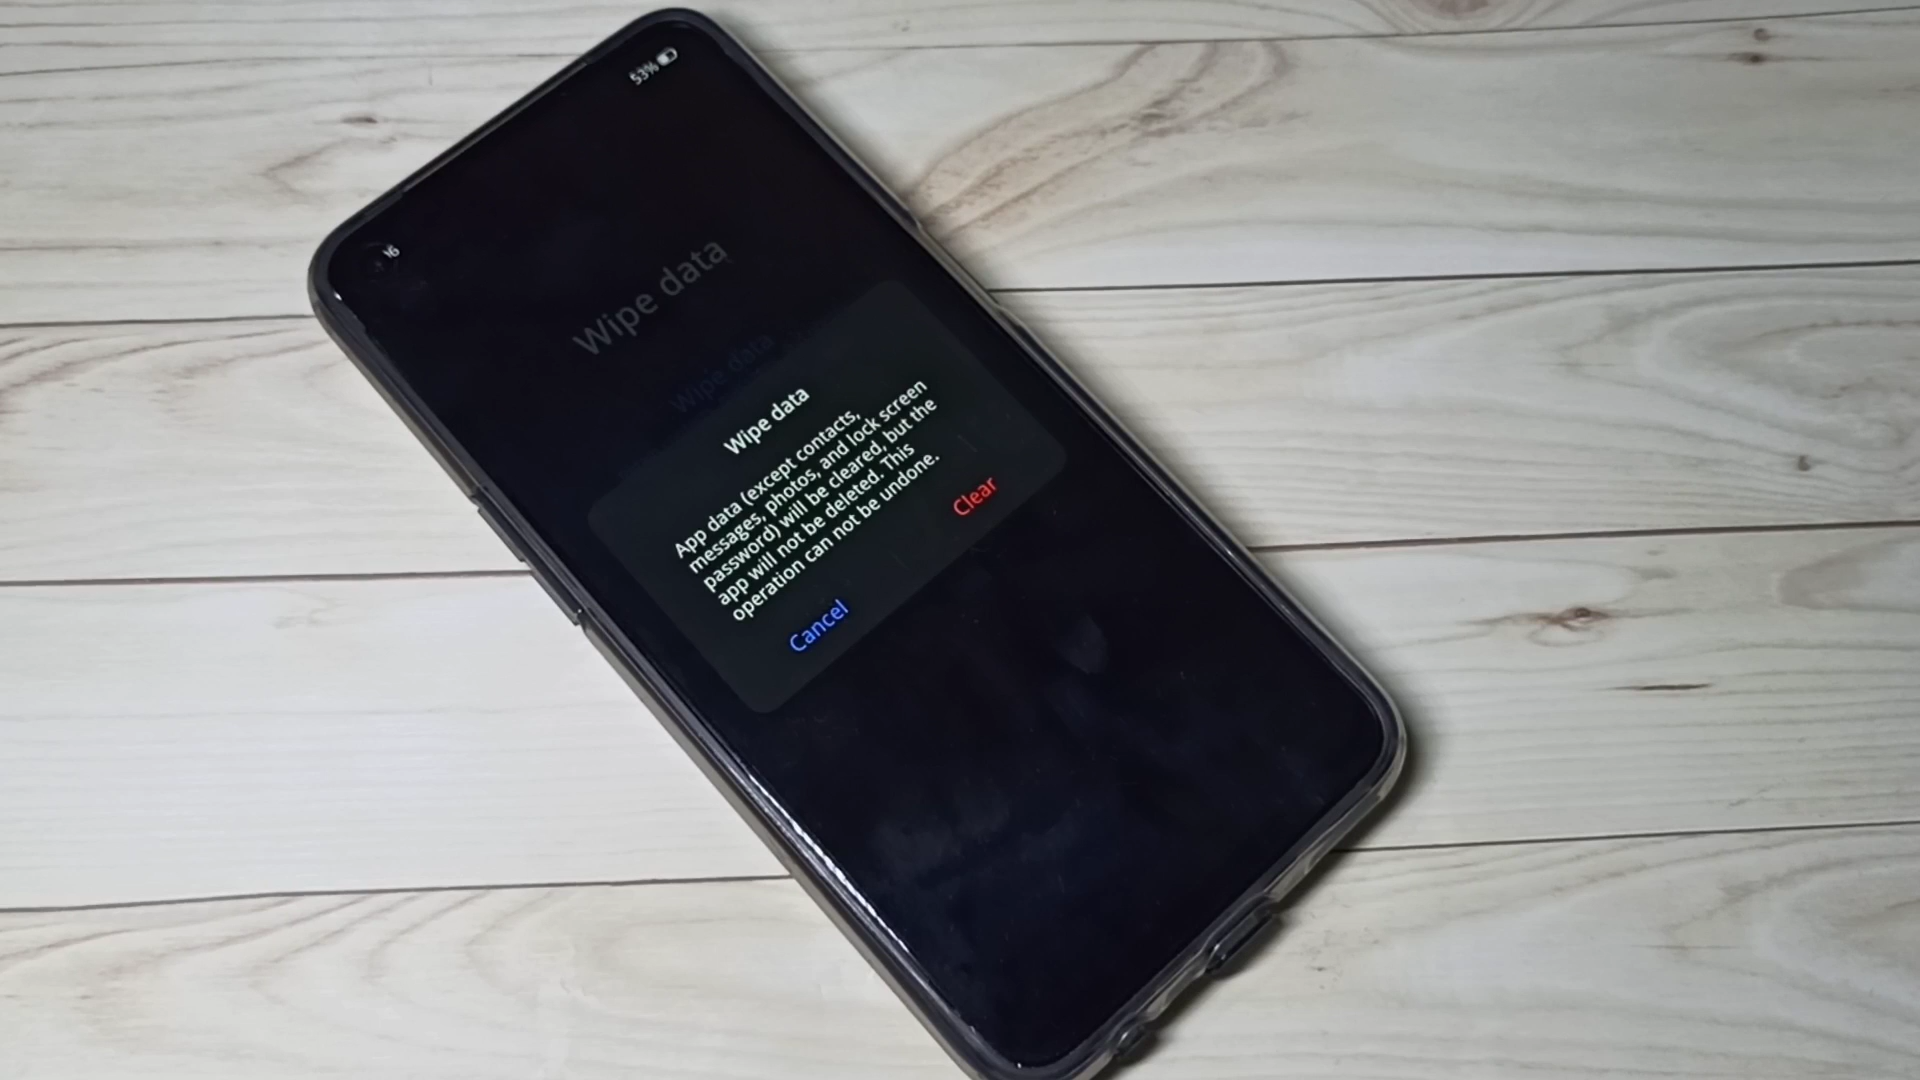 53%
Wipe data
Wipe data
Wipe data
App data (except contacts,
messages, photos, and lock screen
password) will be cleared, but the
app will not be deleted. This
operation can not be undone.
Cancel
Clear